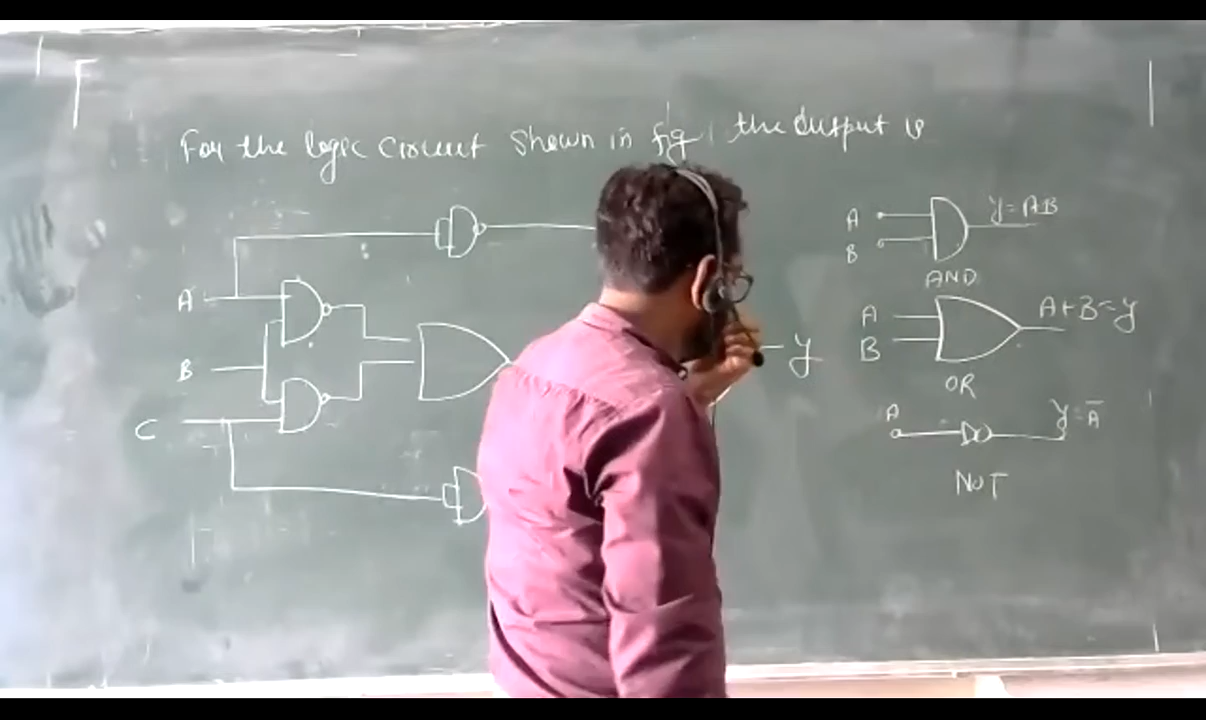 For the logic circuit shown in fig, the output is
A
B
C
y
A
B
y=AB
AND
A
B
A+B=y
OR
A
y=Ā
NOT